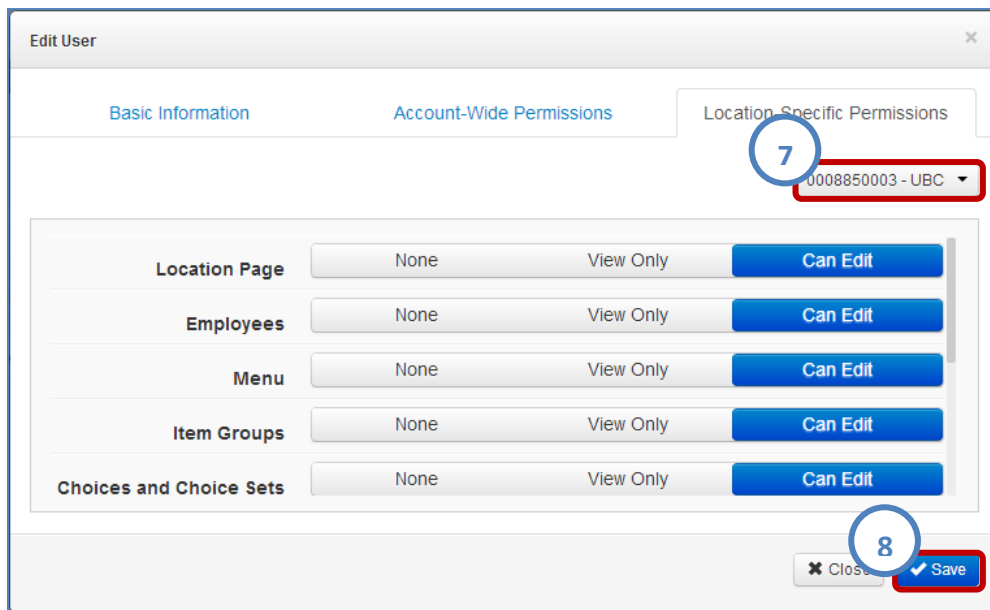 Edit User
×
Basic Information Account-Wide Permissions Location-Specific Permissions
7
0008850003 - UBC
Location Page None View Only Can Edit
Employees None View Only Can Edit
Menu None View Only Can Edit
Item Groups None View Only Can Edit
Choices and Choice Sets None View Only Can Edit
8
Close Save